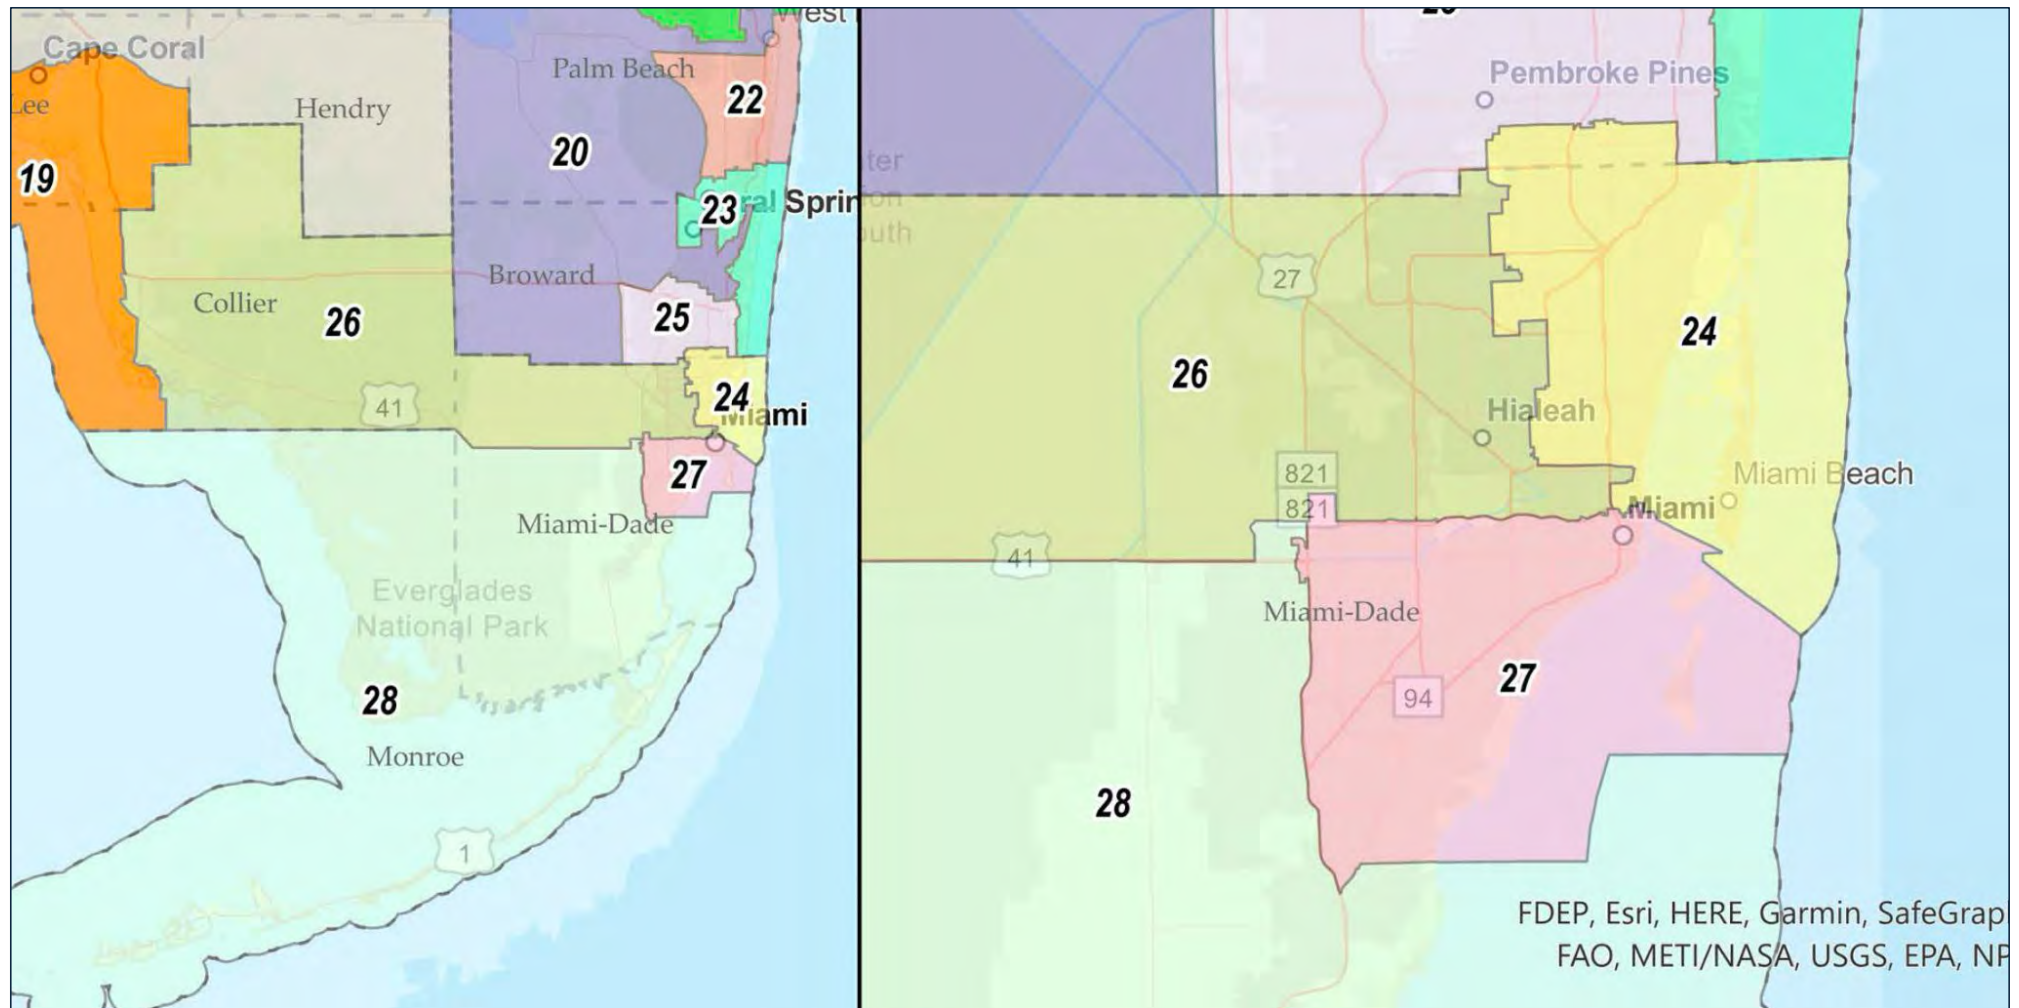 West
Cape Coral
Palm Beach
Lee
Hendry
22
20
19
23
ral Sprin
Broward
Collier
25
26
41
24
Miami
27
Miami-Dade
Everglades
National Park
28
Monroe
1
Pembroke Pines
27
24
26
Hialeah
821
Miami Beach
821
Miami
41
Miami-Dade
27
94
28
FDEP, Esri, HERE, Garmin, SafeGrap
FAO, METI/NASA, USGS, EPA, NP